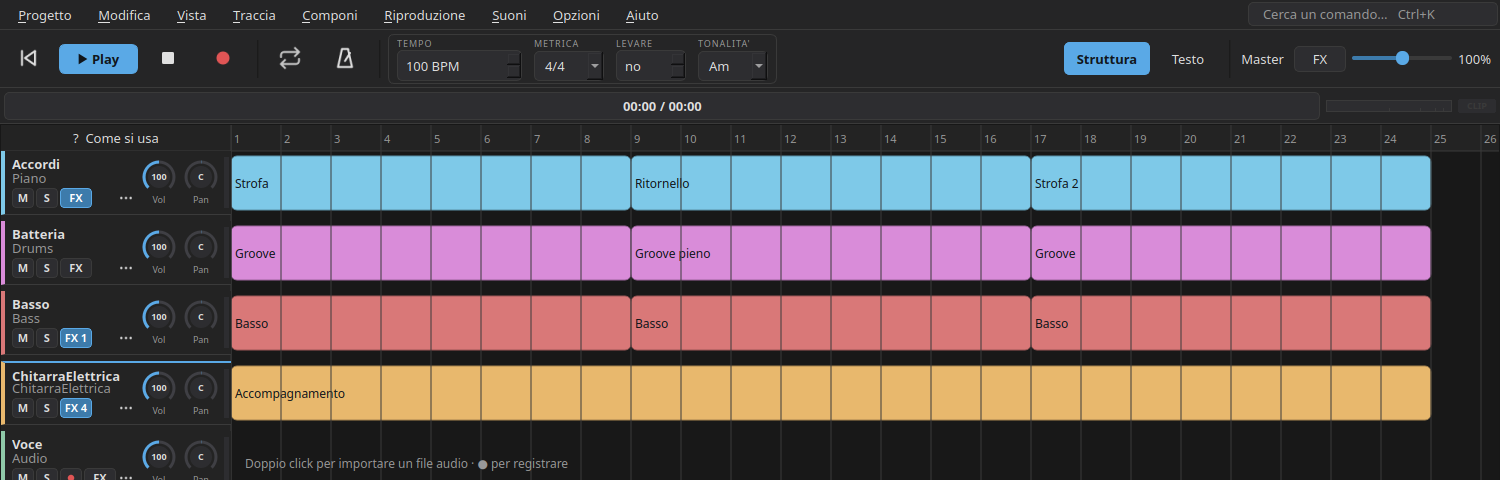 Progetto Modifica Vista Traccia Componi Riproduzione Suoni Opzioni Aiuto Cerca un comando... Ctrl+K
TEMPO METRICA LEVARE TONALITA'
Play 100 BPM 4/4 no Am Struttura Testo Master FX 100%
00:00 / 00:00 CLIP
? Come si usa 1 2 3 4 5 6 7 8 9 10 11 12 13 14 15 16 17 18 19 20 21 22 23 24 25 26
Accordi
Piano 100 C Strofa Ritornello Strofa 2
M S FX ••• Vol Pan
Batteria
Drums 100 C Groove Groove pieno Groove
M S FX ••• Vol Pan
Basso
Bass 100 C Basso Basso Basso
M S FX 1 ••• Vol Pan
ChitarraElettrica
ChitarraElettrica 100 C Accompagnamento
M S FX 4 ••• Vol Pan
Voce
Audio 100 C Doppio click per importare un file audio · ● per registrare
M S ● FX ••• Vol Pan